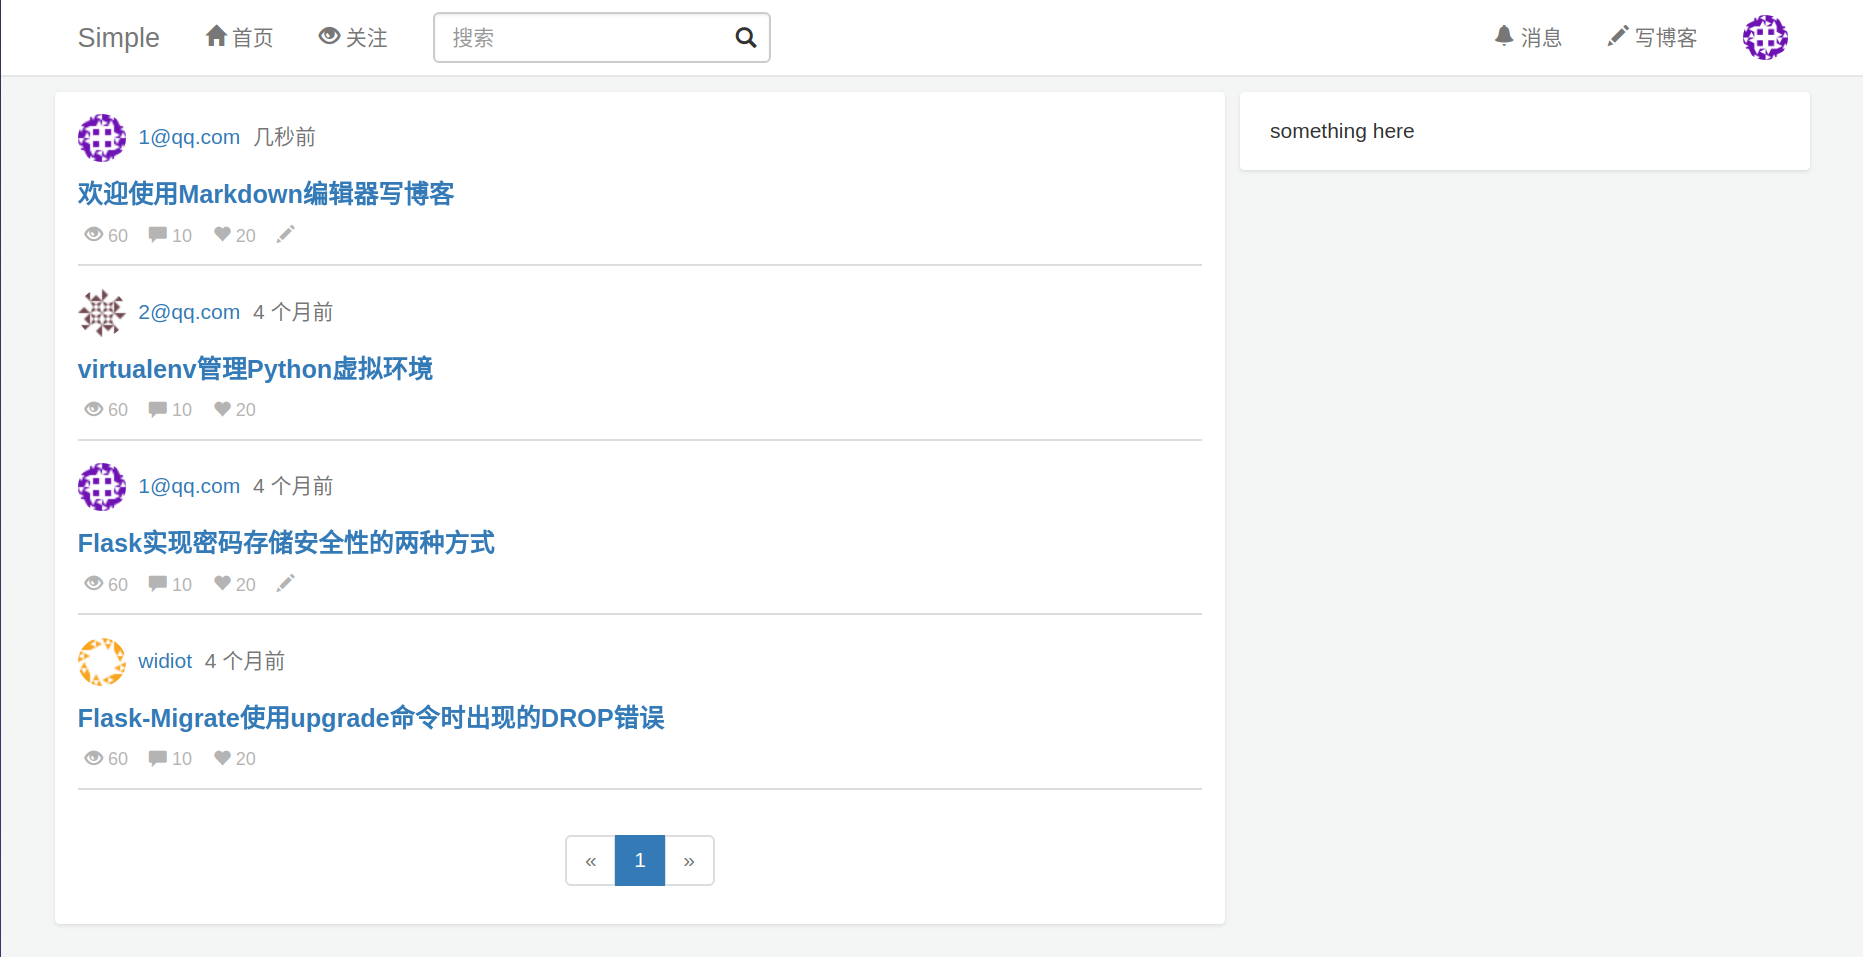 Simple 首页 关注 搜索 消息 写博客
1@qq.com 几秒前
欢迎使用Markdown编辑器写博客
60 10 20
2@qq.com 4 个月前
virtualenv管理Python虚拟环境
60 10 20
1@qq.com 4 个月前
Flask实现密码存储安全性的两种方式
60 10 20
widiot 4 个月前
Flask-Migrate使用upgrade命令时出现的DROP错误
60 10 20
« 1 »
something here